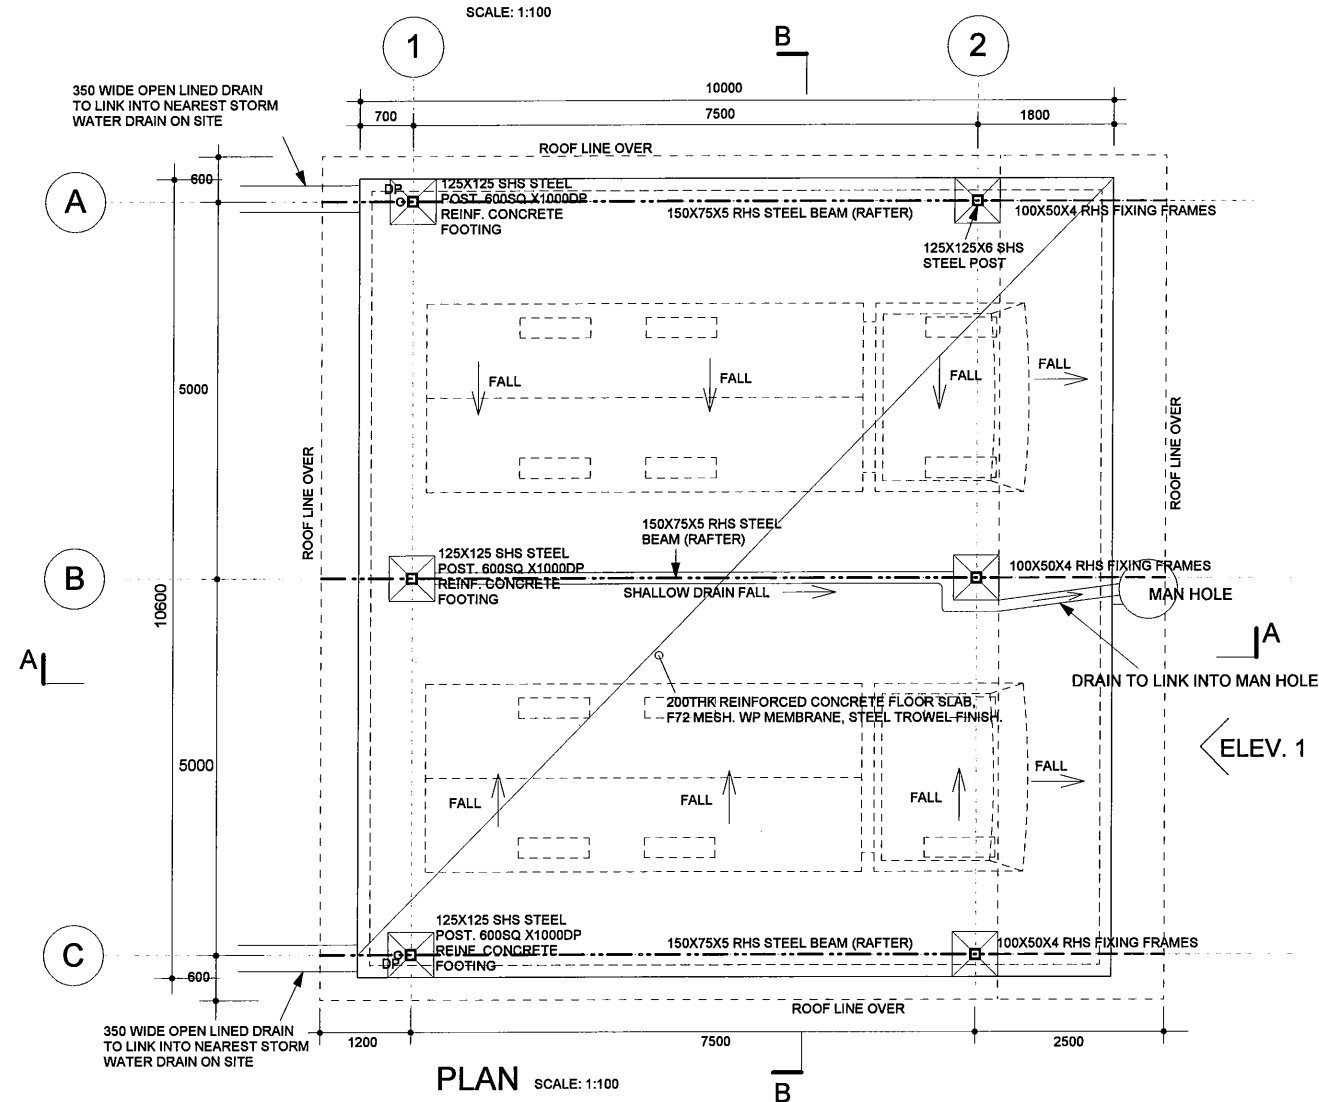 SCALE: 1:100
1
2
B
350 WIDE OPEN LINED DRAIN
TO LINK INTO NEAREST STORM
WATER DRAIN ON SITE
10000
700
7500
1800
ROOF LINE OVER
600
A
DP
125X125 SHS STEEL
POST. 600SQ X1000DP
REINF. CONCRETE
FOOTING
150X75X5 RHS STEEL BEAM (RAFTER)
100X50X4 RHS FIXING FRAMES
125X125X6 SHS
STEEL POST
FALL
FALL
FALL
FALL
5000
ROOF LINE OVER
ROOF LINE OVER
150X75X5 RHS STEEL
BEAM (RAFTER)
B
125X125 SHS STEEL
POST. 600SQ X1000DP
REINF. CONCRETE
FOOTING
100X50X4 RHS FIXING FRAMES
SHALLOW DRAIN FALL
MAN HOLE
10600
A
A
DRAIN TO LINK INTO MAN HOLE
200THK REINFORCED CONCRETE FLOOR SLAB,
F72 MESH. WP MEMBRANE, STEEL TROWEL FINISH.
ELEV. 1
5000
FALL
FALL
FALL
FALL
C
125X125 SHS STEEL
POST. 600SQ X1000DP
REINF. CONCRETE
FOOTING
DP
150X75X5 RHS STEEL BEAM (RAFTER)
100X50X4 RHS FIXING FRAMES
600
ROOF LINE OVER
350 WIDE OPEN LINED DRAIN
TO LINK INTO NEAREST STORM
WATER DRAIN ON SITE
1200
7500
2500
PLAN SCALE: 1:100
B